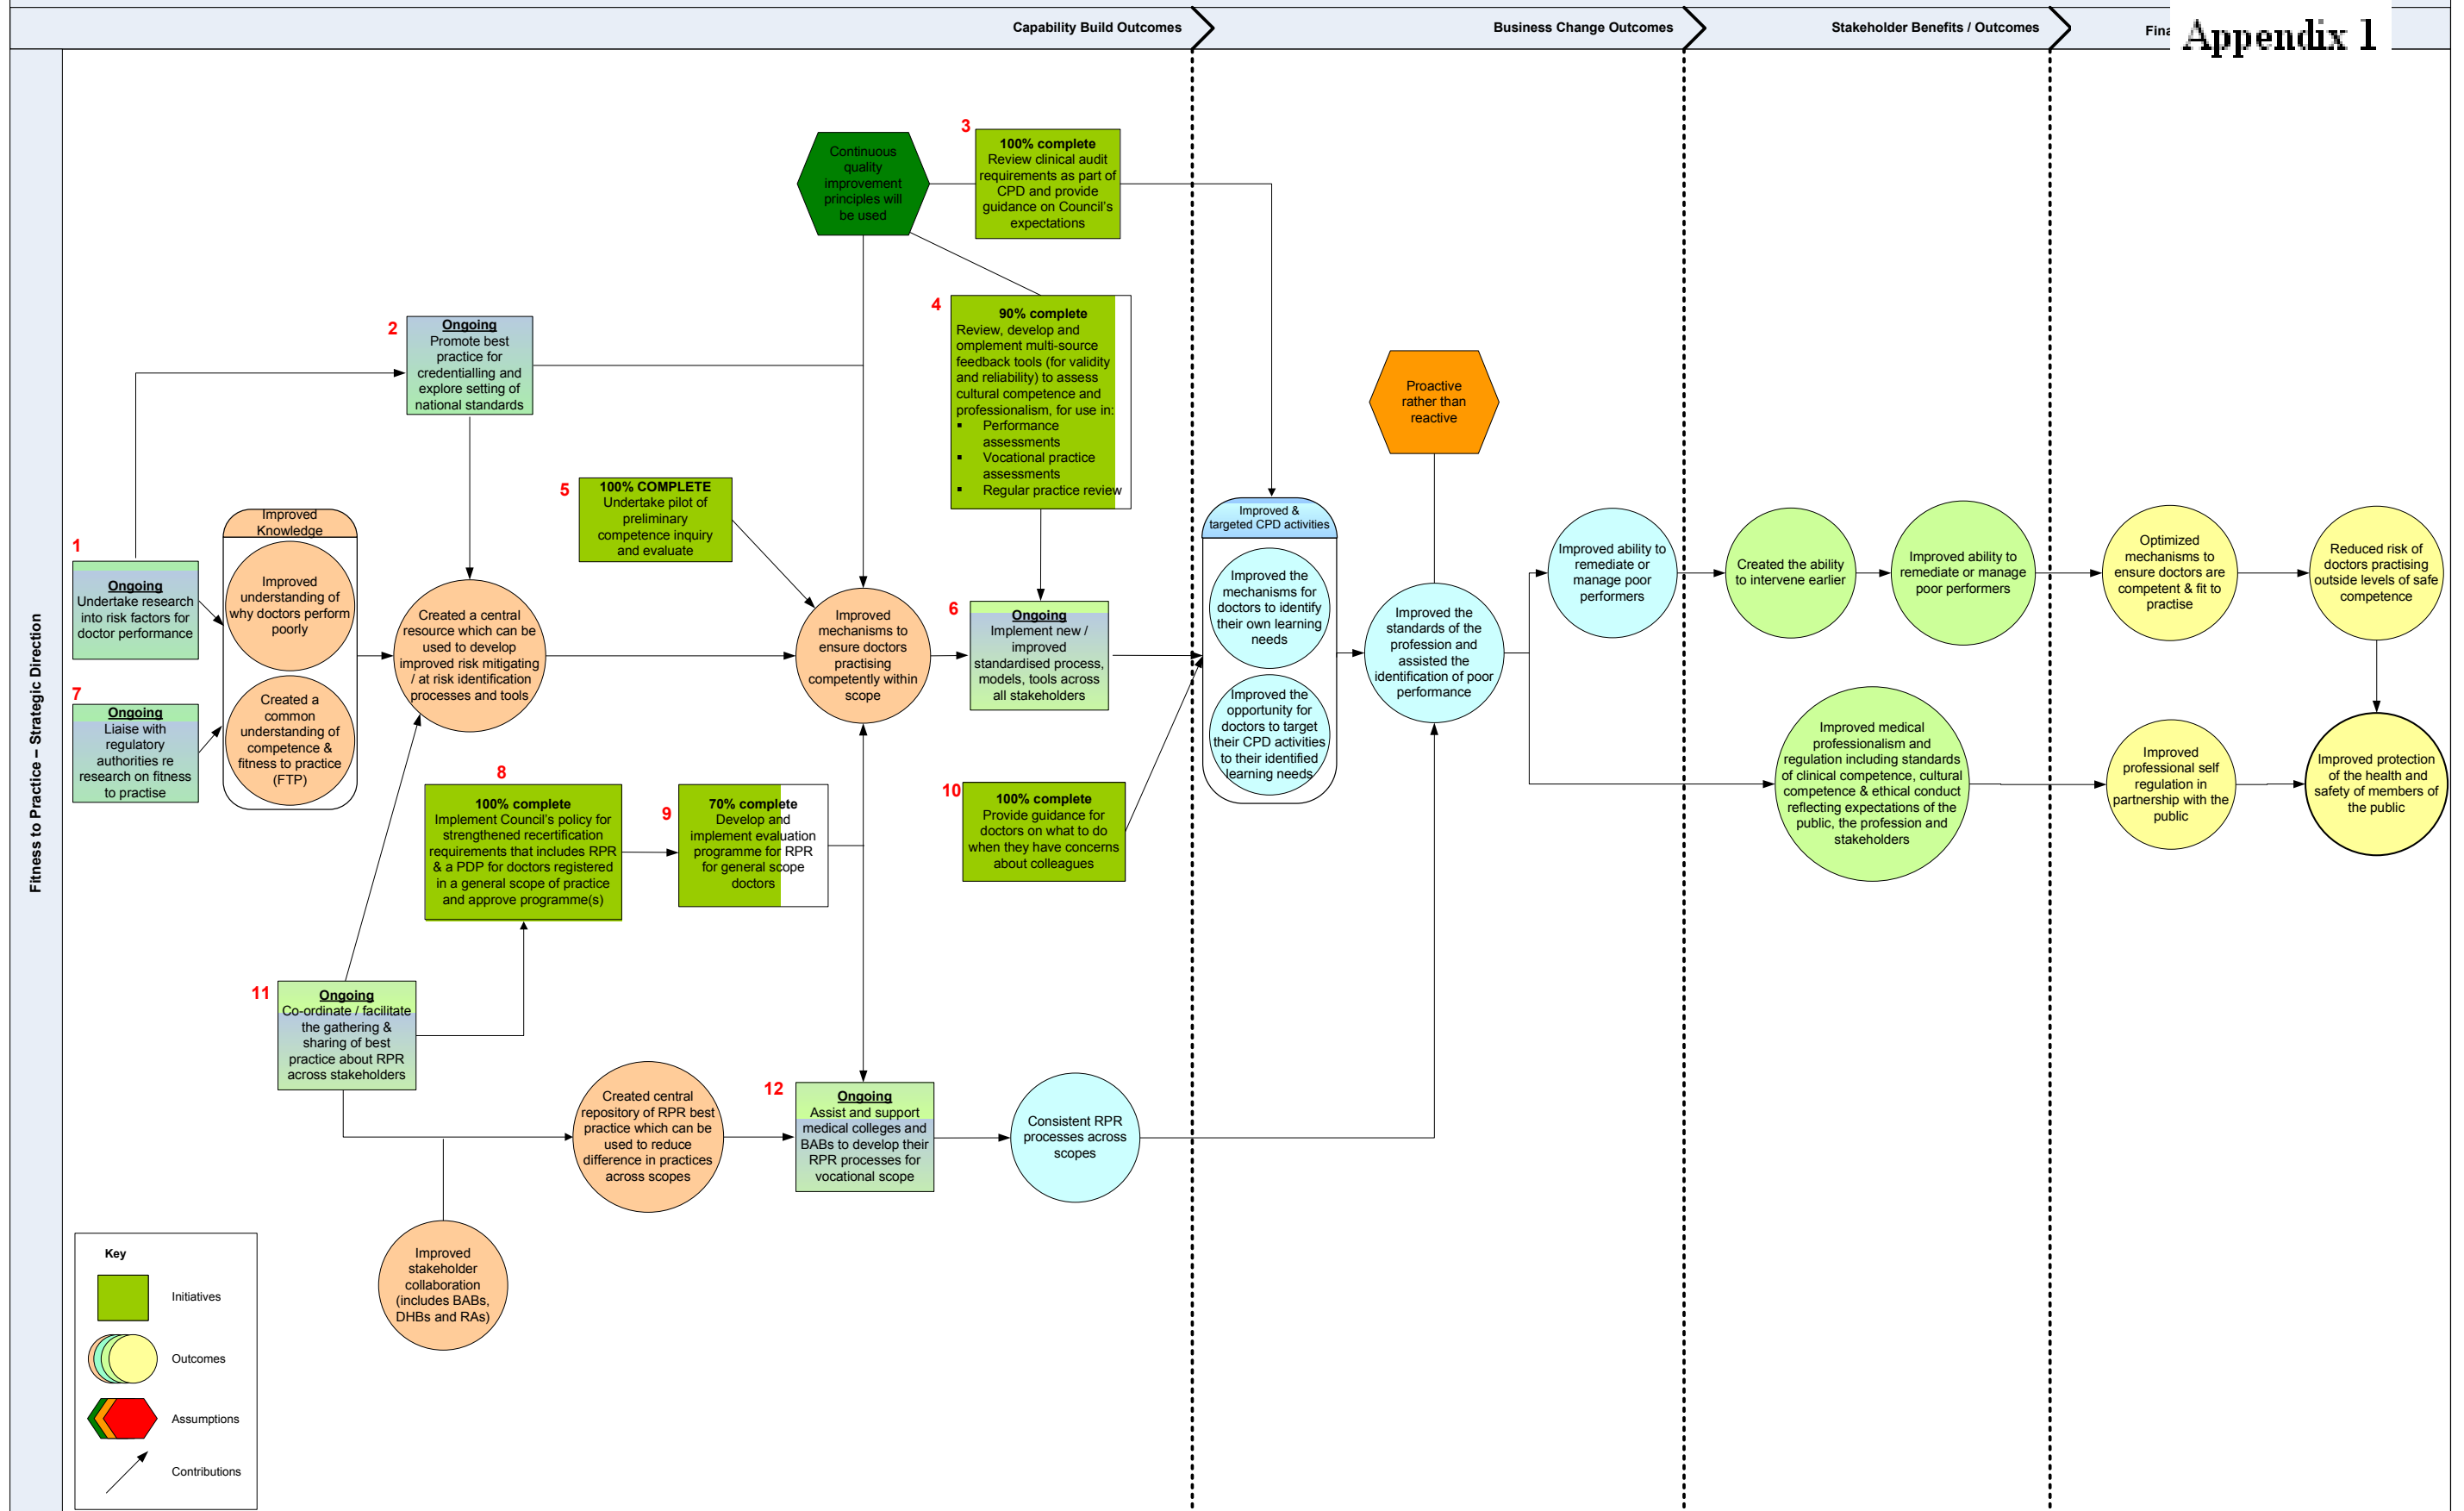 Capability Build Outcomes
Business Change Outcomes
Stakeholder Benefits / Outcomes
Appendix 1
Fitness to Practice – Strategic Direction
Continuous
quality
improvement
principles will
be used
3
100% complete
Review clinical audit
requirements as part of
CPD and provide
guidance on Council's
expectations
2
Ongoing
Promote best
practice for
credentialling and
explore setting of
national standards
4
90% complete
Review, develop and
omplement multi-source
feedback tools (for validity
and reliability) to assess
cultural competence and
professionalism, for use in:
▪ Performance
assessments
▪ Vocational practice
assessments
▪ Regular practice review
Proactive
rather than
reactive
5
100% COMPLETE
Undertake pilot of
preliminary
competence inquiry
and evaluate
1
Ongoing
Undertake research
into risk factors for
doctor performance
7
Ongoing
Liaise with
regulatory
authorities re
research on fitness
to practise
Improved
Knowledge
Improved
understanding of
why doctors perform
poorly
Created a
common
understanding of
competence &
fitness to practice
(FTP)
Created a central
resource which can be
used to develop
improved risk mitigating
/ at risk identification
processes and tools
Improved
mechanisms to
ensure doctors
practising
competently within
scope
6
Ongoing
Implement new /
improved
standardised process,
models, tools across
all stakeholders
Improved &
targeted CPD activities
Improved the
mechanisms for
doctors to identify
their own learning
needs
Improved the
opportunity for
doctors to target
their CPD activities
to their identified
learning needs
Improved the
standards of the
profession and
assisted the
identification of poor
performance
Improved ability to
remediate or
manage poor
performers
Created the ability
to intervene earlier
Improved ability to
remediate or manage
poor performers
Optimized
mechanisms to
ensure doctors are
competent & fit to
practise
Reduced risk of
doctors practising
outside levels of safe
competence
Improved medical
professionalism and
regulation including standards
of clinical competence, cultural
competence & ethical conduct
reflecting expectations of the
public, the profession and
stakeholders
Improved
professional self
regulation in
partnership with the
public
Improved protection
of the health and
safety of members of
the public
8
100% complete
Implement Council's policy for
strengthened recertification
requirements that includes RPR
& a PDP for doctors registered
in a general scope of practice
and approve programme(s)
9
70% complete
Develop and
implement evaluation
programme for RPR
for general scope
doctors
10
100% complete
Provide guidance for
doctors on what to do
when they have concerns
about colleagues
11
Ongoing
Co-ordinate / facilitate
the gathering &
sharing of best
practice about RPR
across stakeholders
Created central
repository of RPR best
practice which can be
used to reduce
difference in practices
across scopes
12
Ongoing
Assist and support
medical colleges and
BABs to develop their
RPR processes for
vocational scope
Consistent RPR
processes across
scopes
Improved
stakeholder
collaboration
(includes BABs,
DHBs and RAs)
Key
Initiatives
Outcomes
Assumptions
Contributions